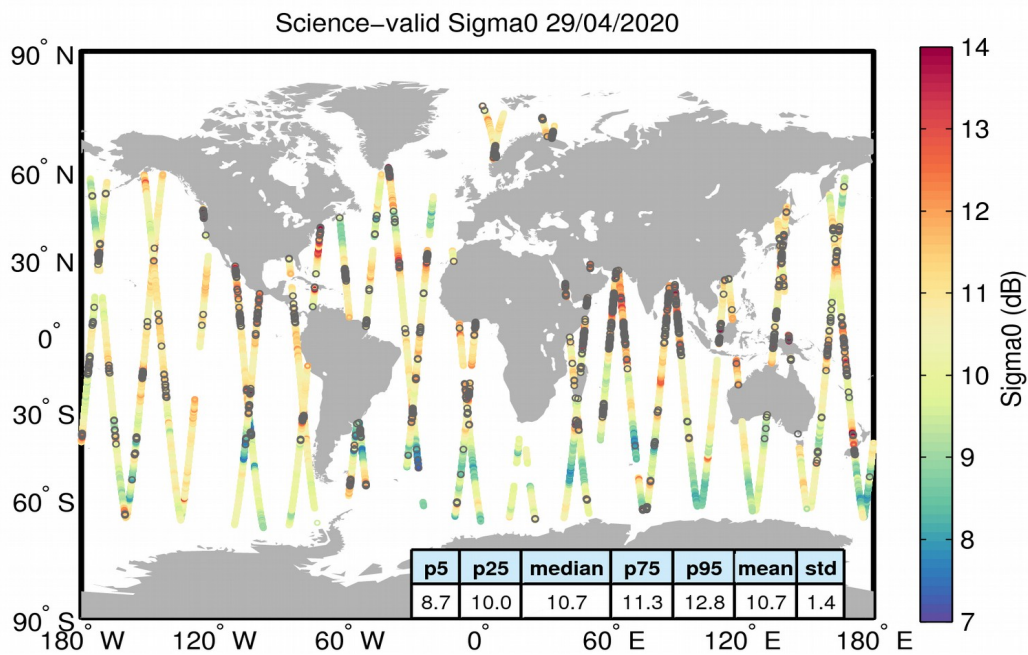 Science−valid Sigma0 29/04/2020
90° N
60° N
30° N
0°
30° S
60° S
90° S
180° W
120° W
60° W
0°
60° E
120° E
180° E
p5 p25 median p75 p95 mean std
8.7 10.0 10.7 11.3 12.8 10.7 1.4
14
13
12
11
10
9
8
7
Sigma0 (dB)